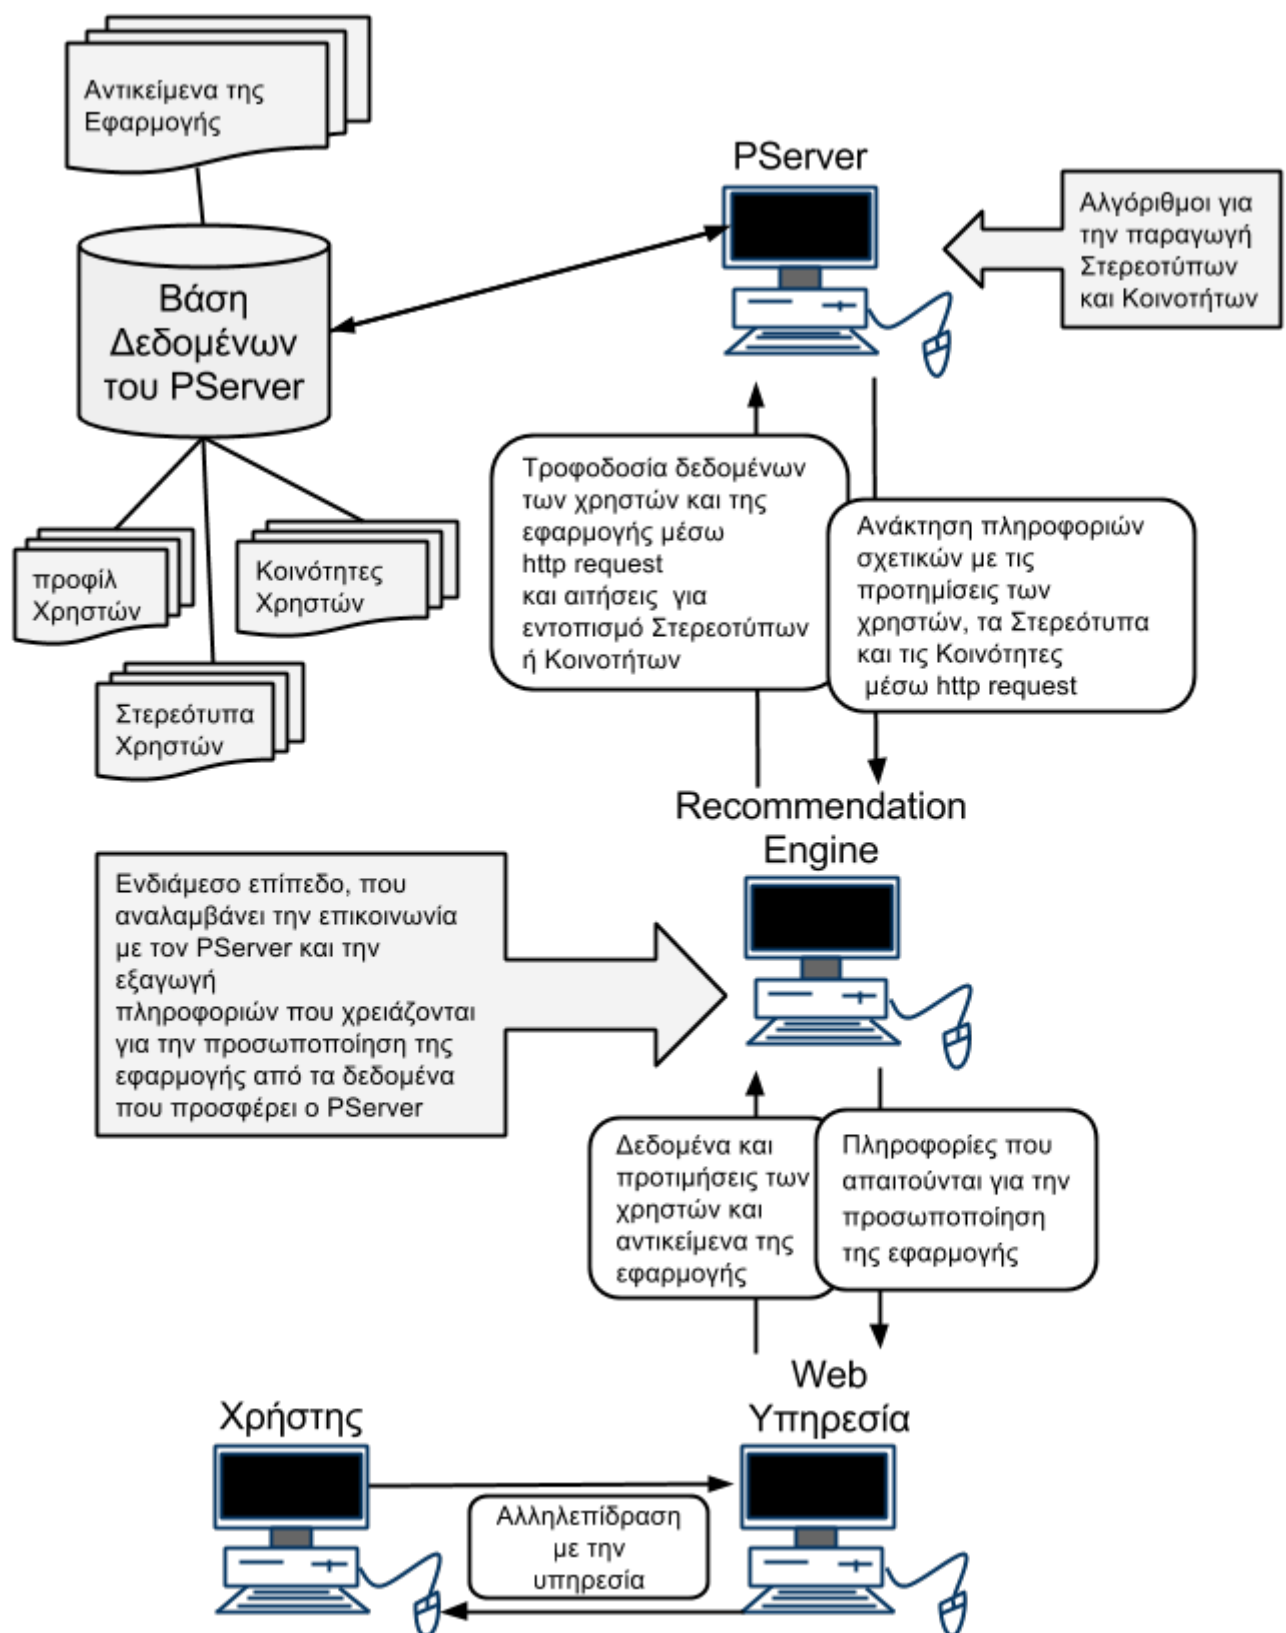 Αντικείμενα της
Εφαρμογής
PServer
Αλγόριθμοι για
την παραγωγή
Στερεοτύπων
και Κοινοτήτων
Βάση
Δεδομένων
του PServer
προφίλ
Χρηστών
Κοινότητες
Χρηστών
Στερεότυπα
Χρηστών
Τροφοδοσία δεδομένων
των χρηστών και της
εφαρμογής μέσω
http request
και αιτήσεις για
εντοπισμό Στερεοτύπων
ή Κοινοτήτων
Ανάκτηση πληροφοριών
σχετικών με τις
προτημίσεις των
χρηστών, τα Στερεότυπα
και τις Κοινότητες
μέσω http request
Recommendation
Engine
Ενδιάμεσο επίπεδο, που
αναλαμβάνει την επικοινωνία
με τον PServer και την
εξαγωγή
πληροφοριών που χρειάζονται
για την προσωποποίηση της
εφαρμογής από τα δεδομένα
που προσφέρει ο PServer
Δεδομένα και
προτιμήσεις των
χρηστών και
αντικείμενα της
εφαρμογής
Πληροφορίες που
απαιτούνται για την
προσωποποίηση
της εφαρμογής
Web
Υπηρεσία
Χρήστης
Αλληλεπίδραση
με την
υπηρεσία